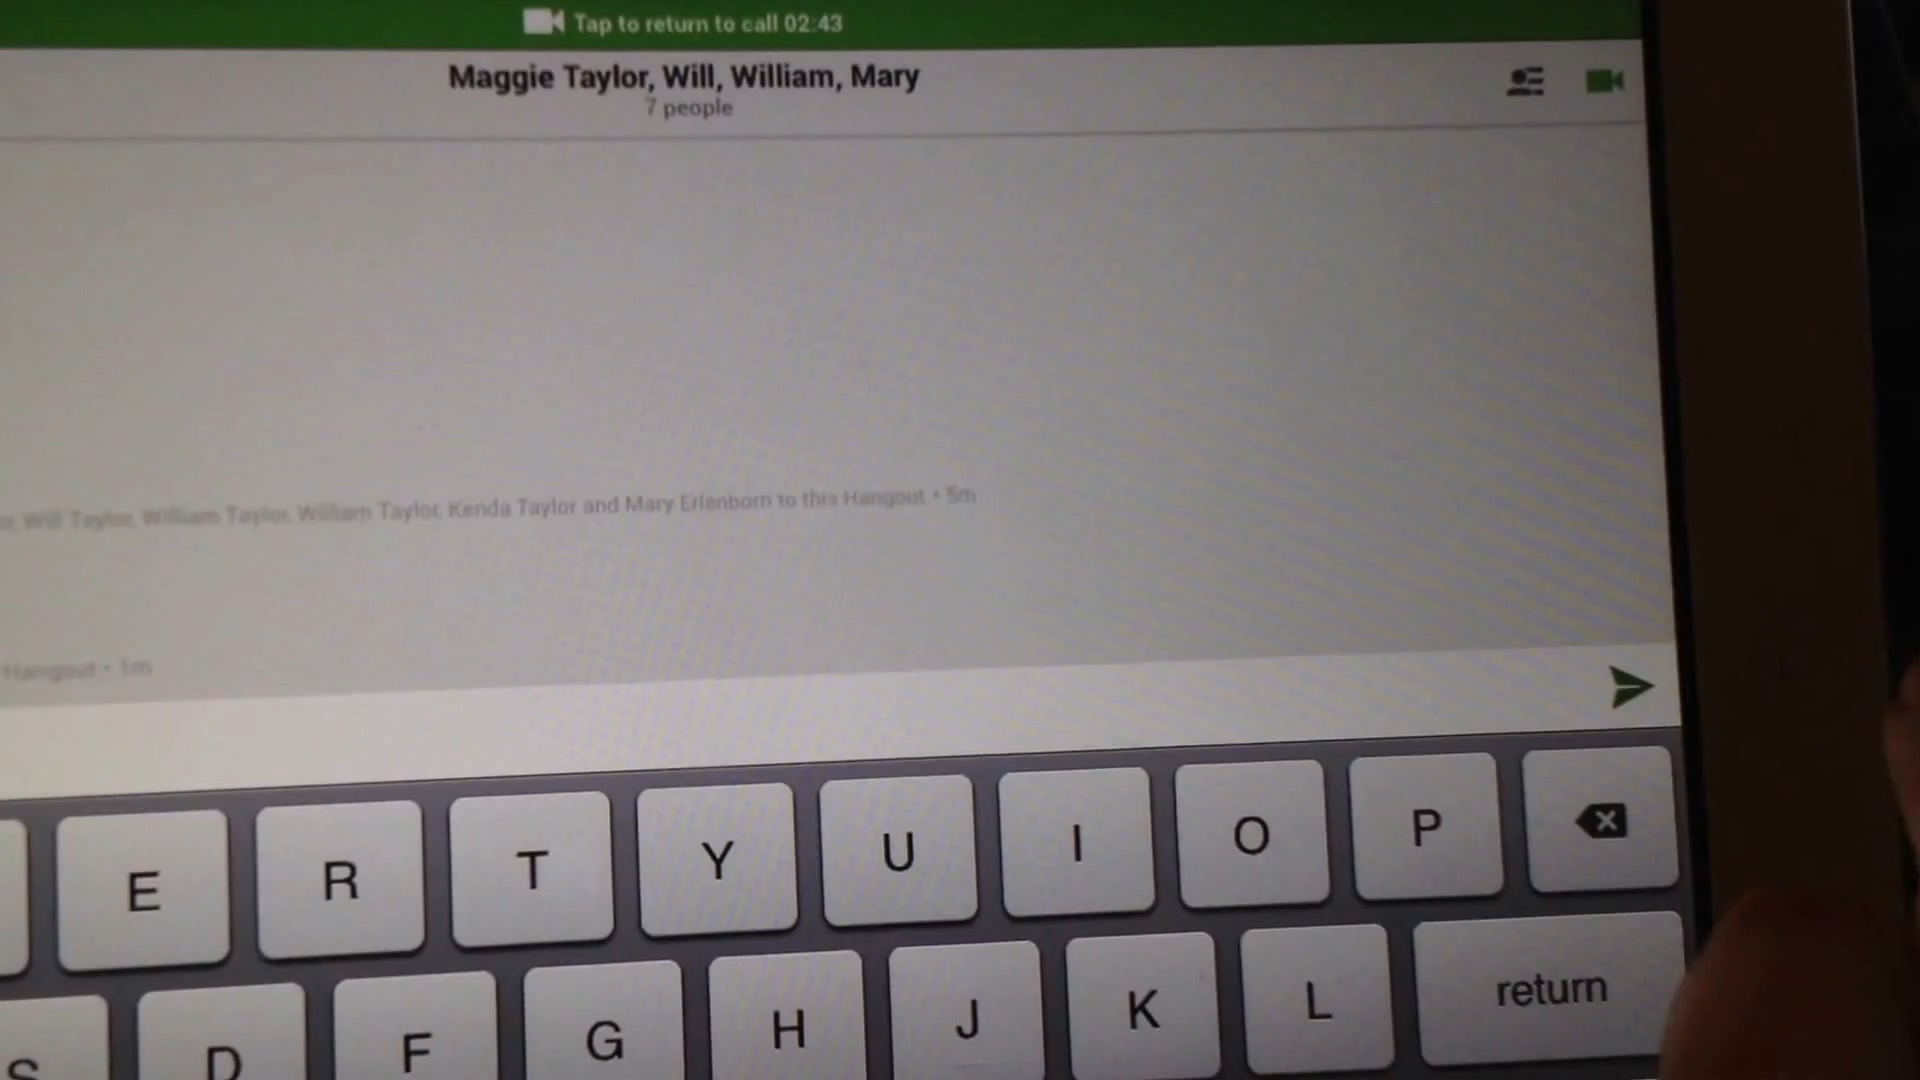 Tap to return to call 02:43
Maggie Taylor, Will, William, Mary
7 people
Will Taylor, William Taylor, William Taylor, Kenda Taylor and Mary Erlenborn to this Hangout • 5m
Hangout • 1m
E R T Y U I O P
S D F G H J K L return